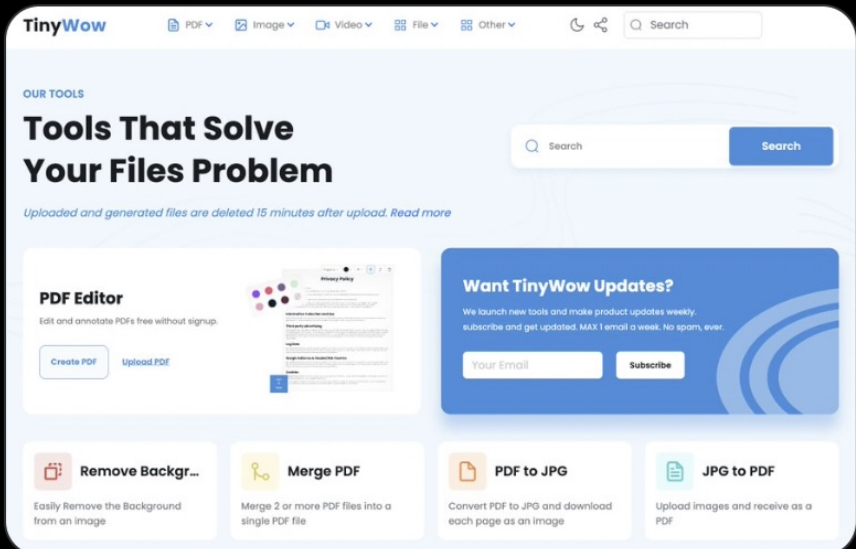 TinyWow
PDF
Image
Video
File
Other
Search
OUR TOOLS
Tools That Solve
Your Files Problem
Search
Search
Uploaded and generated files are deleted 15 minutes after upload. Read more
PDF Editor
Edit and annotate PDFs free without signup.
Create PDF
Upload PDF
Privacy Policy
Want TinyWow Updates?
We launch new tools and make product updates weekly.
subscribe and get updated. MAX 1 email a week. No spam, ever.
Your Email
Subscribe
Remove Backgr...
Easily Remove the Background
from an image
Merge PDF
Merge 2 or more PDF files into a
single PDF file
PDF to JPG
Convert PDF to JPG and download
each page as an image
JPG to PDF
Upload images and receive as a
PDF